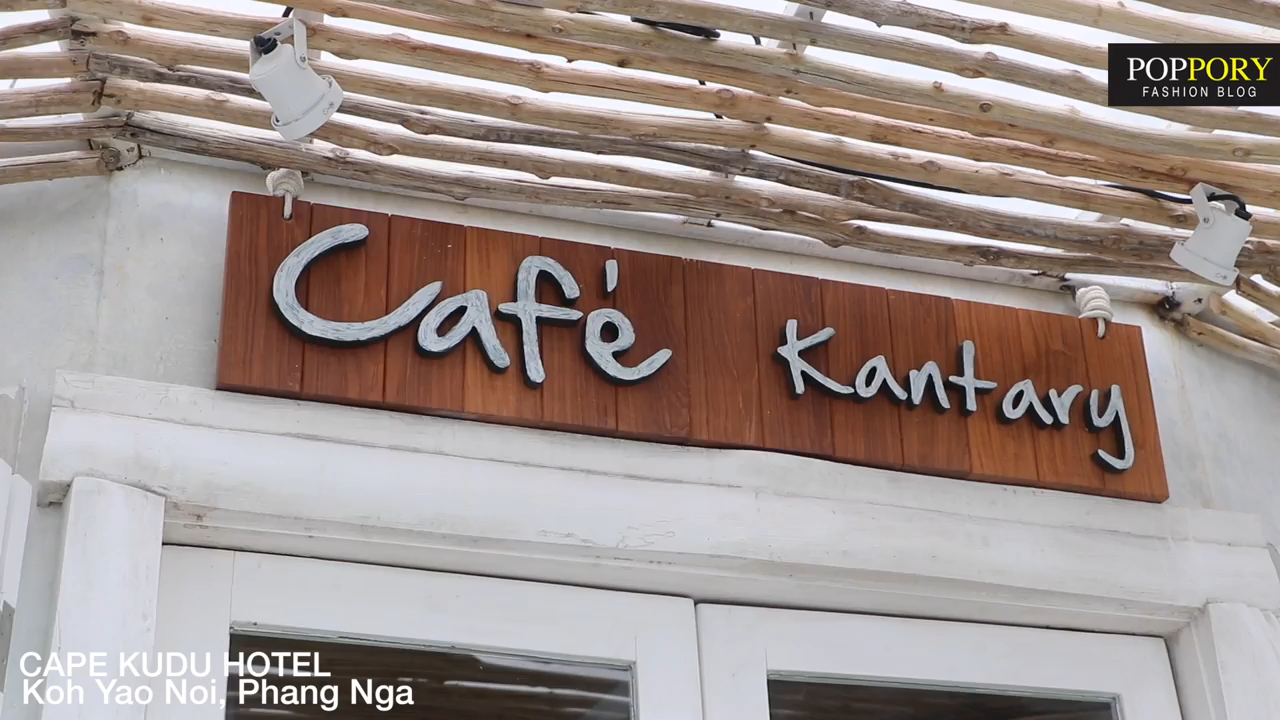 POPPORY
FASHION BLOG
Café Kantary
CAPE KUDU HOTEL
Koh Yao Noi, Phang Nga